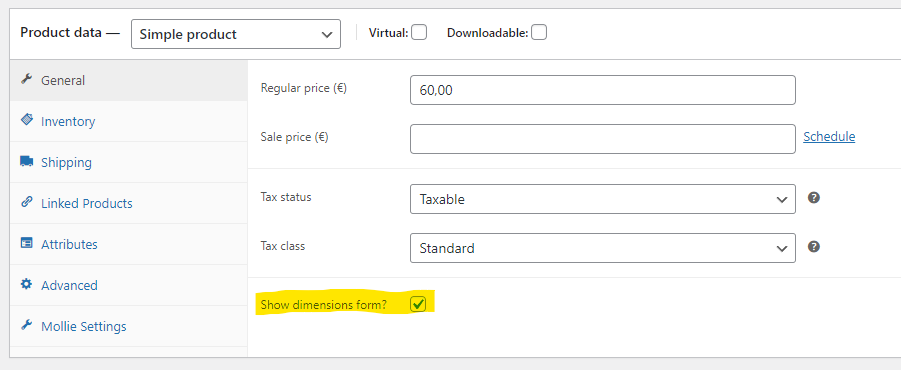 Product data — Simple product Virtual: Downloadable:
General
Inventory
Shipping
Linked Products
Attributes
Advanced
Mollie Settings
Regular price (€) 60,00
Sale price (€) Schedule
Tax status Taxable ?
Tax class Standard ?
Show dimensions form?